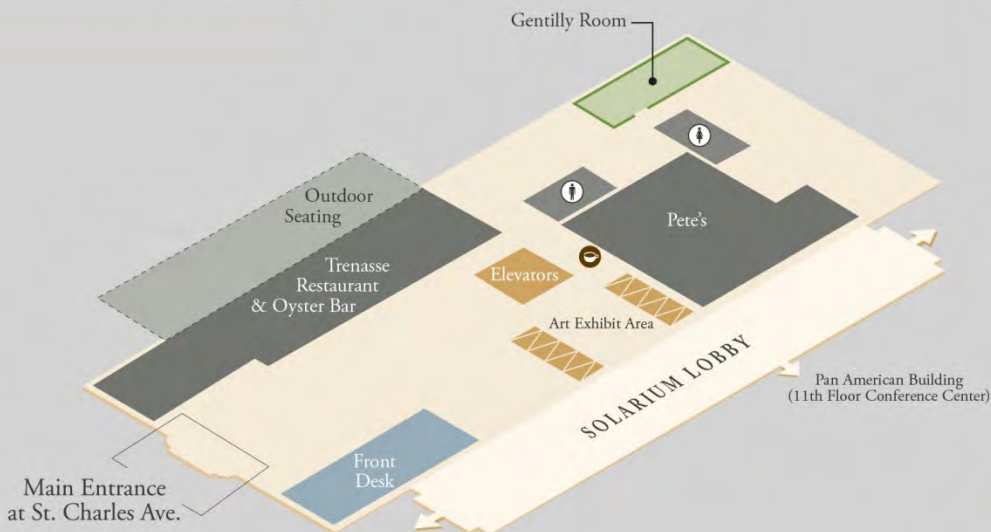 Gentilly Room
Outdoor
Seating
Pete's
Trenasse
Restaurant
& Oyster Bar
Elevators
Art Exhibit Area
SOLARIUM LOBBY
Pan American Building
(11th Floor Conference Center)
Front
Desk
Main Entrance
at St. Charles Ave.